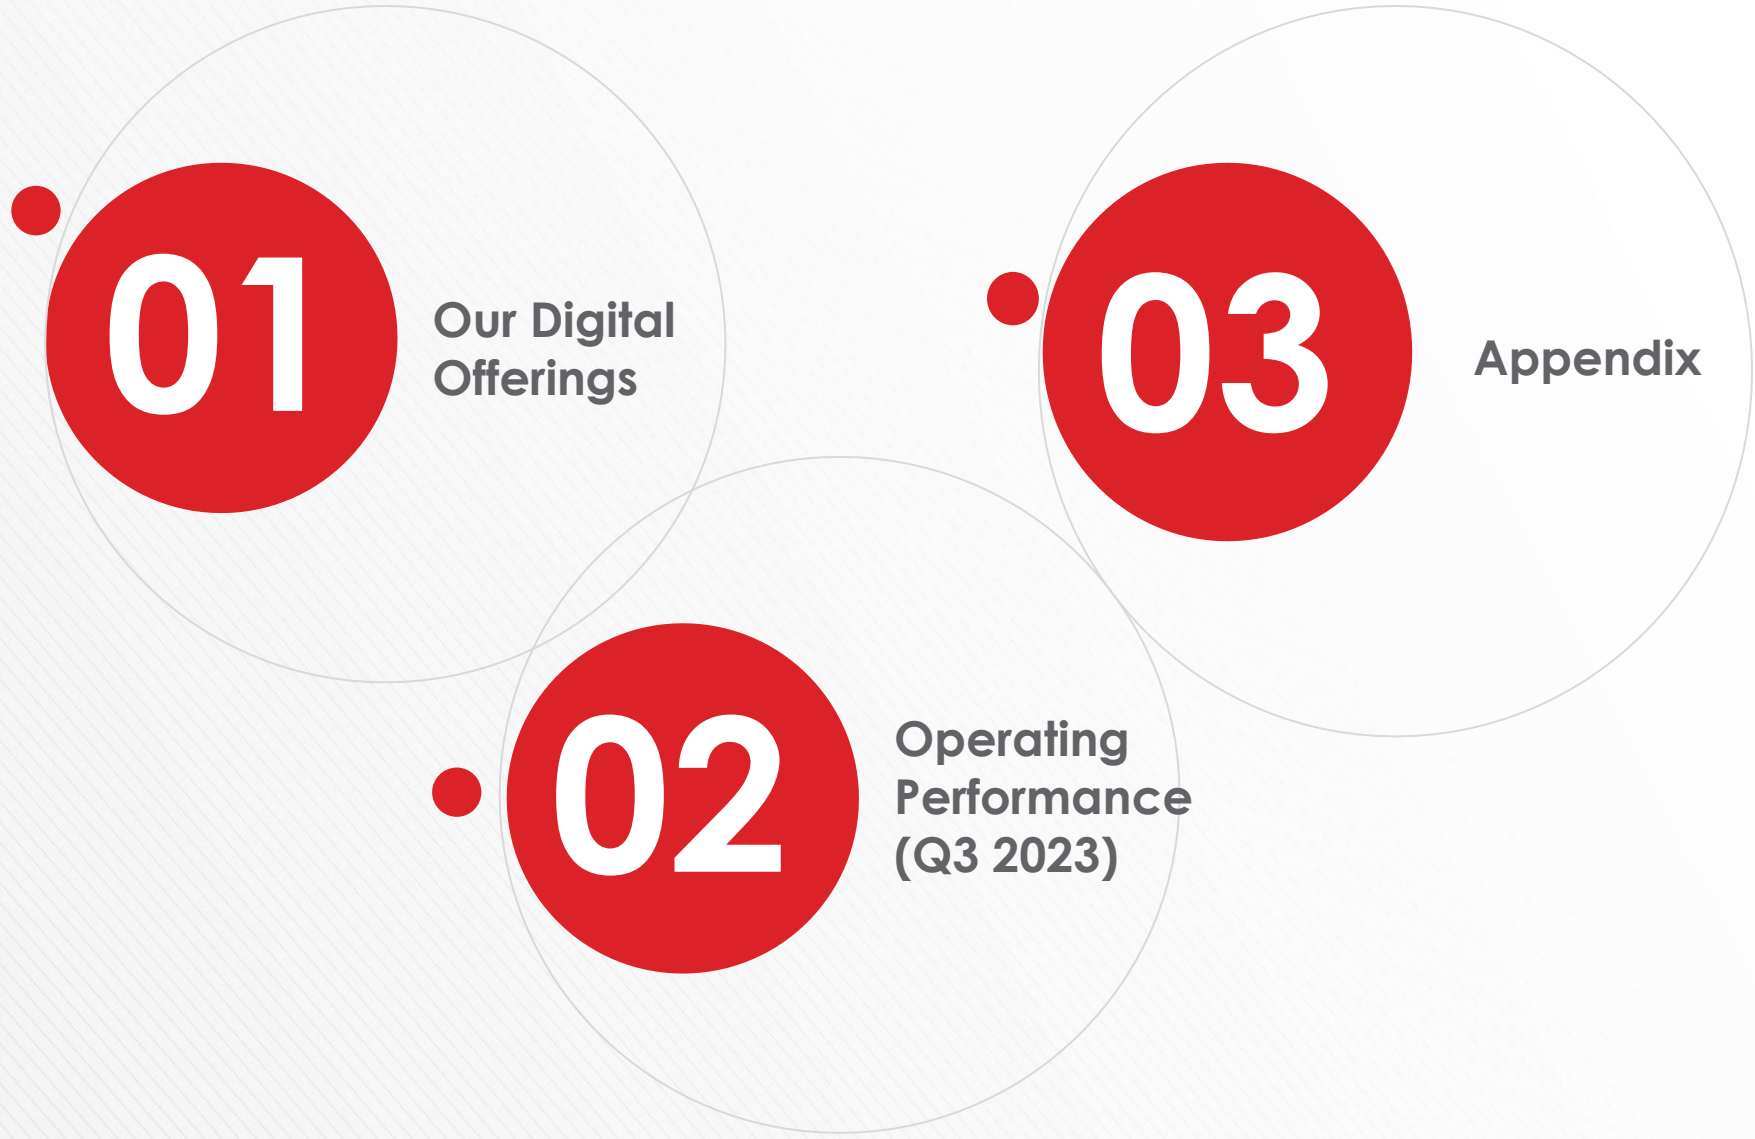 01
Our Digital
Offerings
02
Operating
Performance
(Q3 2023)
03
Appendix